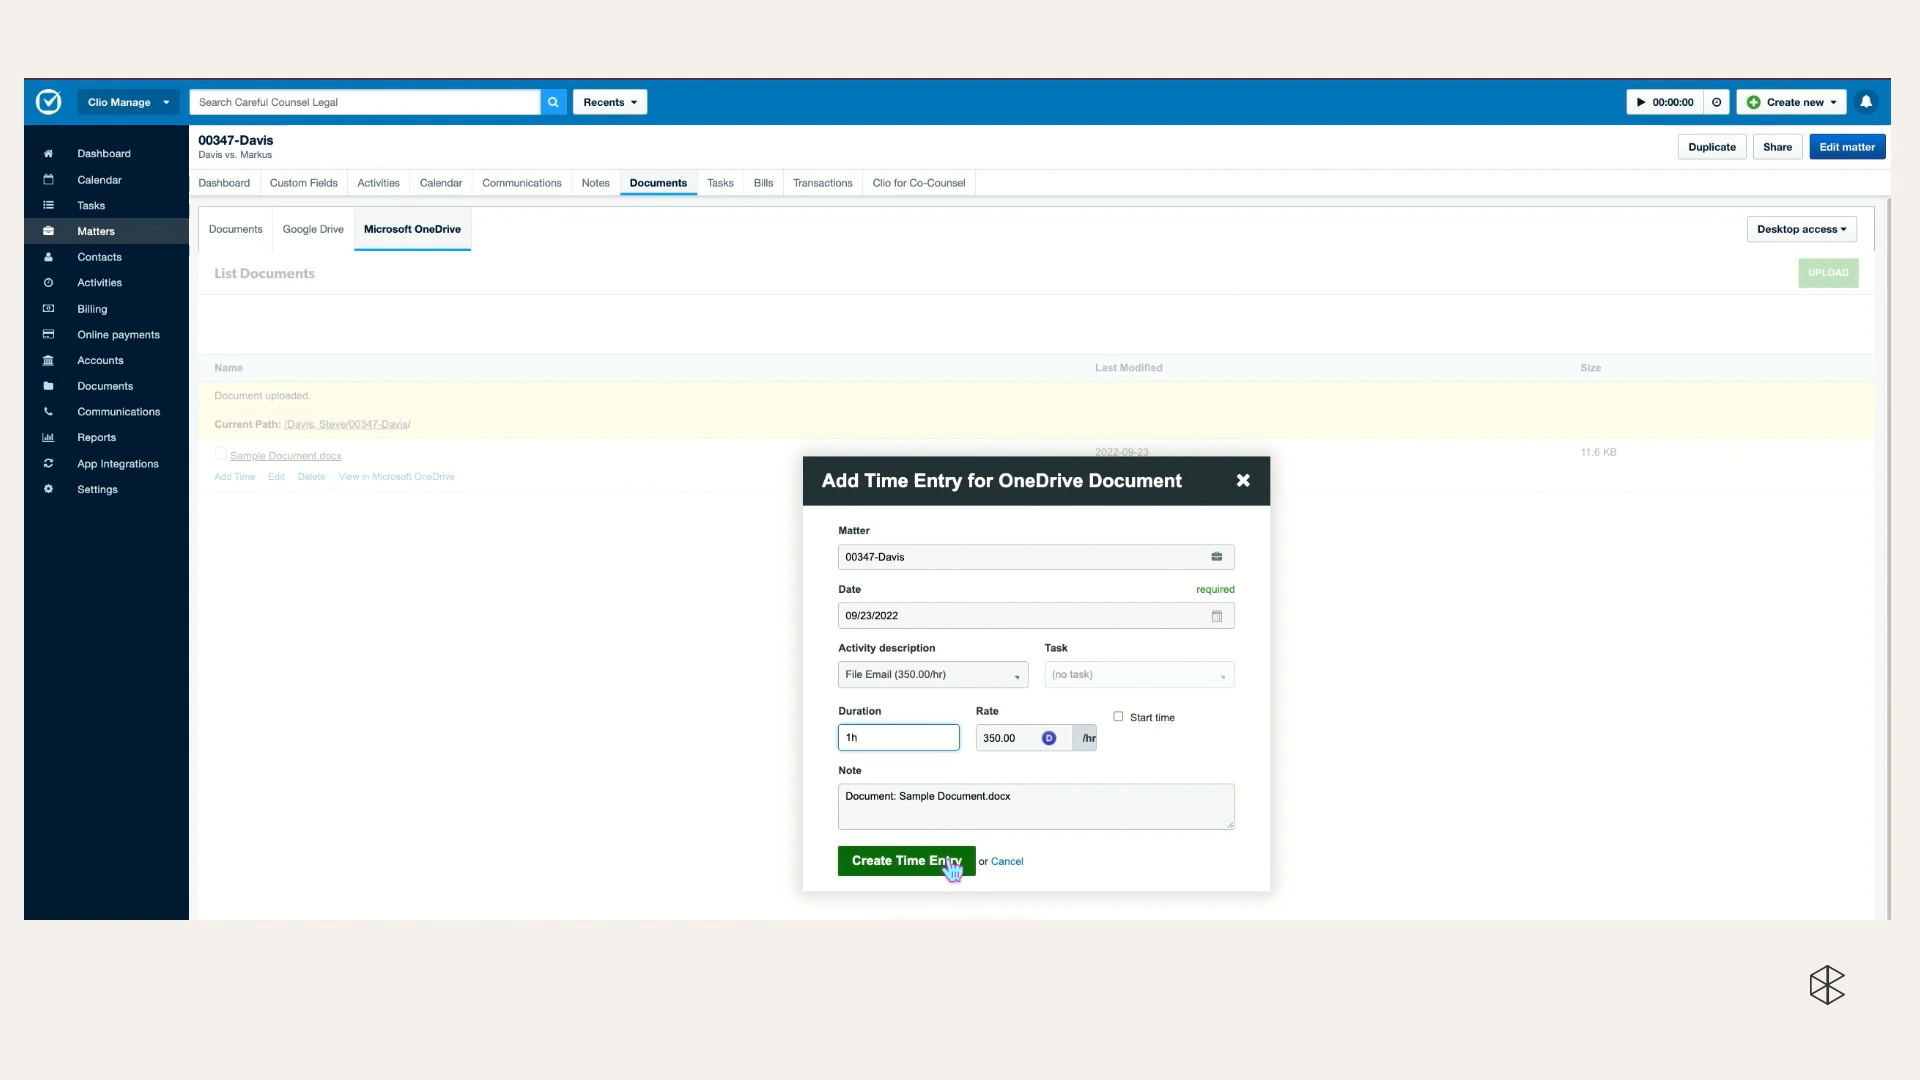 Clio Manage
Search Careful Counsel Legal
Recents
00:00:00
Create new
00347-Davis
Davis vs. Markus
Duplicate
Share
Edit matter
Dashboard
Calendar
Tasks
Matters
Contacts
Activities
Billing
Online payments
Accounts
Documents
Communications
Reports
App Integrations
Settings
Dashboard Custom Fields Activities Calendar Communications Notes Documents Tasks Bills Transactions Clio for Co-Counsel
Documents Google Drive Microsoft OneDrive
Desktop access
List Documents
UPLOAD
Name Last Modified Size
Document uploaded.
Current Path: /Davis, Steve/00347-Davis/
Sample Document.docx 2022-09-23 11.6 KB
Add Time Edit Delete View in Microsoft OneDrive
Add Time Entry for OneDrive Document
Matter
00347-Davis
Date required
09/23/2022
Activity description Task
File Email (350.00/hr) (no task)
Duration Rate
Start time
1h 350.00 D /hr
Note
Document: Sample Document.docx
Create Time Entry or Cancel